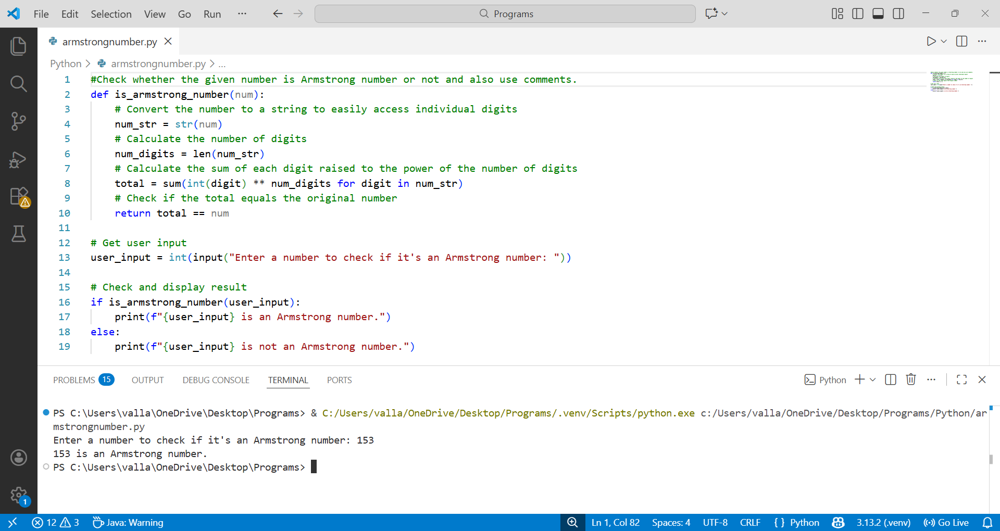 File Edit Selection View Go Run ··· Programs
armstrongnumber.py
Python > armstrongnumber.py > ...
1 #Check whether the given number is Armstrong number or not and also use comments.
2 def is_armstrong_number(num):
3     # Convert the number to a string to easily access individual digits
4     num_str = str(num)
5     # Calculate the number of digits
6     num_digits = len(num_str)
7     # Calculate the sum of each digit raised to the power of the number of digits
8     total = sum(int(digit) ** num_digits for digit in num_str)
9     # Check if the total equals the original number
10     return total == num
11
12 # Get user input
13 user_input = int(input("Enter a number to check if it's an Armstrong number: "))
14
15 # Check and display result
16 if is_armstrong_number(user_input):
17     print(f"{user_input} is an Armstrong number.")
18 else:
19     print(f"{user_input} is not an Armstrong number.")
PROBLEMS 15 OUTPUT DEBUG CONSOLE TERMINAL PORTS Python
PS C:\Users\valla\OneDrive\Desktop\Programs> & C:/Users/valla/OneDrive/Desktop/Programs/.venv/Scripts/python.exe c:/Users/valla/OneDrive/Desktop/Programs/Python/ar
mstrongnumber.py
Enter a number to check if it's an Armstrong number: 153
153 is an Armstrong number.
PS C:\Users\valla\OneDrive\Desktop\Programs>
1
12 3 Java: Warning Ln 1, Col 82 Spaces: 4 UTF-8 CRLF { } Python 3.13.2 (.venv) Go Live